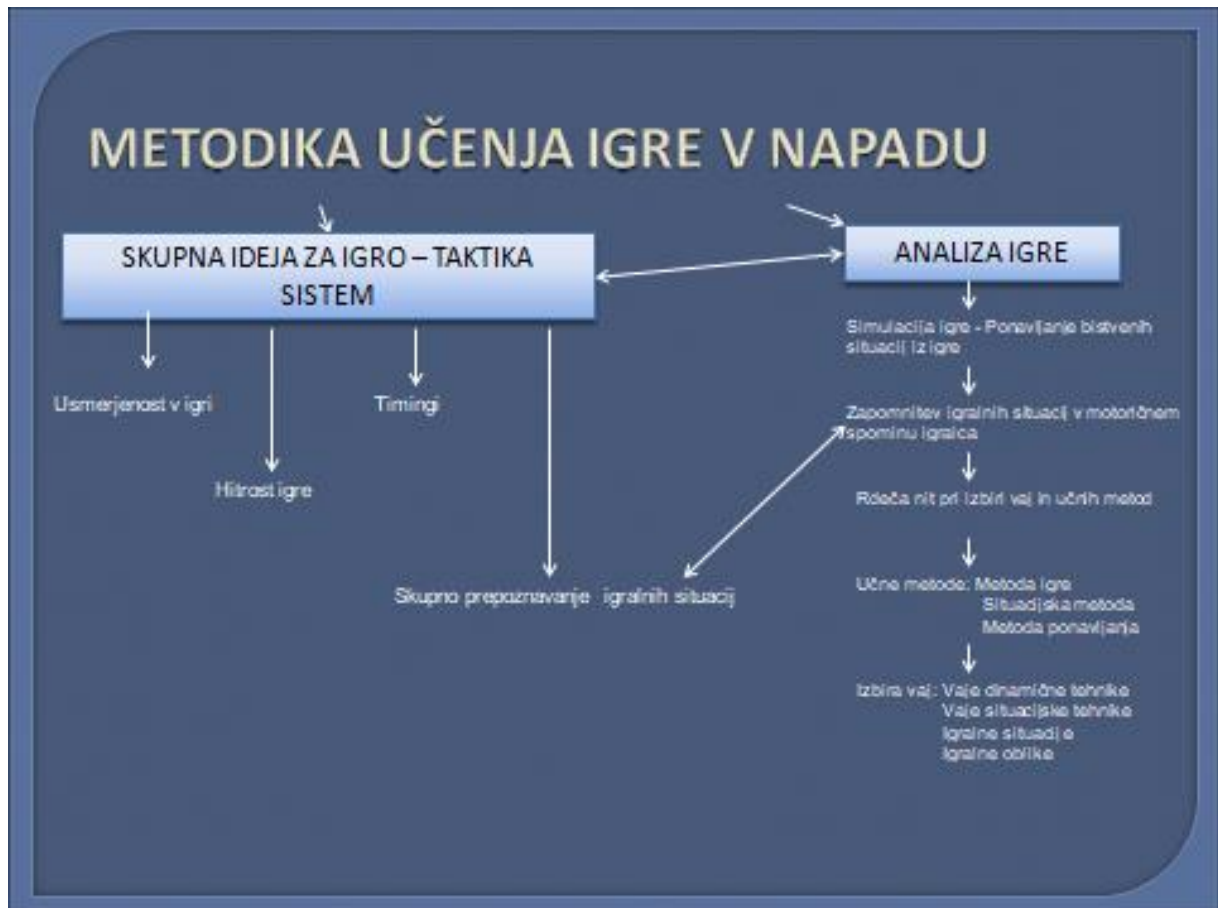 METODIKA UČENJA IGRE V NAPADU
SKUPNA IDEJA ZA IGRO – TAKTIKA
SISTEM
Usmerjenost v igri
Hitrost igre
Timingi
Skupno prepoznavanje igralnih situacij
ANALIZA IGRE
Simulacija igre - Ponavljanje bistvenih
situacij iz igre
Zapomnitev igralnih situacij v motoričnem
spominu igralca
Rdeča nit pri izbiri vaj in učnih metod
Učne metode: Metoda igre
Situacijska metoda
Metoda ponavljanja
Izbira vaj: Vaje dinamične tehnike
Vaje situacijske tehnike
Igralne situacije
Igralne oblike